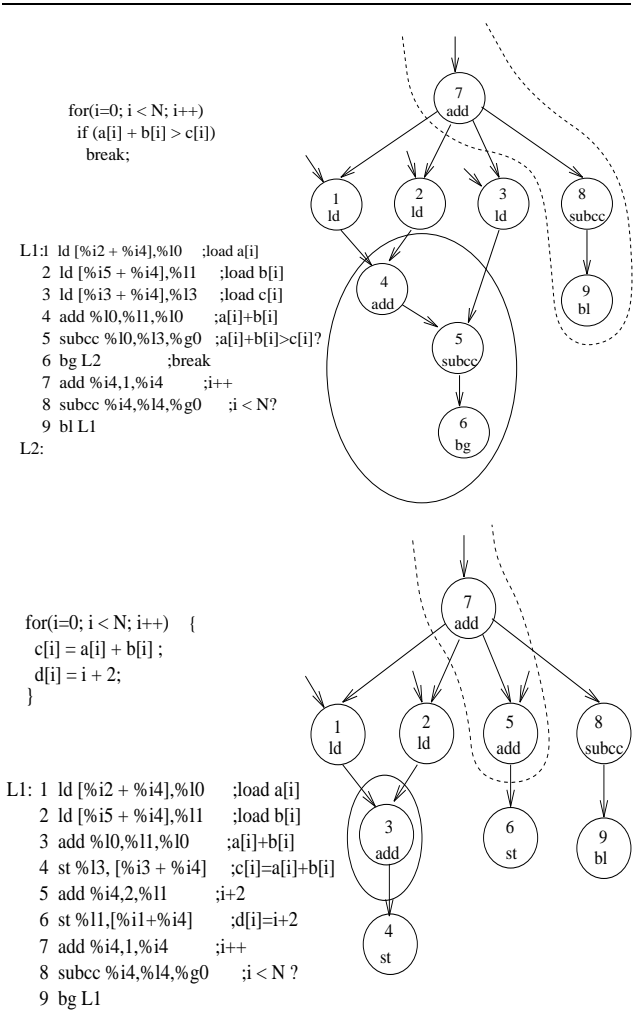 for(i=0; i < N; i++)
if (a[i] + b[i] > c[i])
break;
L1:1 ld [%i2 + %i4],%l0 ;load a[i]
2 ld [%i5 + %i4],%l1 ;load b[i]
3 ld [%i3 + %i4],%l3 ;load c[i]
4 add %l0,%l1,%l0 ;a[i]+b[i]
5 subcc %l0,%l3,%g0 ;a[i]+b[i]>c[i]?
6 bg L2 ;break
7 add %i4,1,%i4 ;i++
8 subcc %i4,%l4,%g0 ;i < N?
9 bl L1
L2:
7
add
1
ld
2
ld
3
ld
8
subcc
4
add
9
bl
5
subcc
6
bg
for(i=0; i < N; i++) {
c[i] = a[i] + b[i] ;
d[i] = i + 2;
}
L1: 1 ld [%i2 + %i4],%l0 ;load a[i]
2 ld [%i5 + %i4],%l1 ;load b[i]
3 add %l0,%l1,%l0 ;a[i]+b[i]
4 st %l3, [%i3 + %i4] ;c[i]=a[i]+b[i]
5 add %i4,2,%l1 ;i+2
6 st %l1,[%i1+%i4] ;d[i]=i+2
7 add %i4,1,%i4 ;i++
8 subcc %i4,%l4,%g0 ;i < N ?
9 bg L1
7
add
1
ld
2
ld
5
add
8
subcc
3
add
6
st
9
bl
4
st